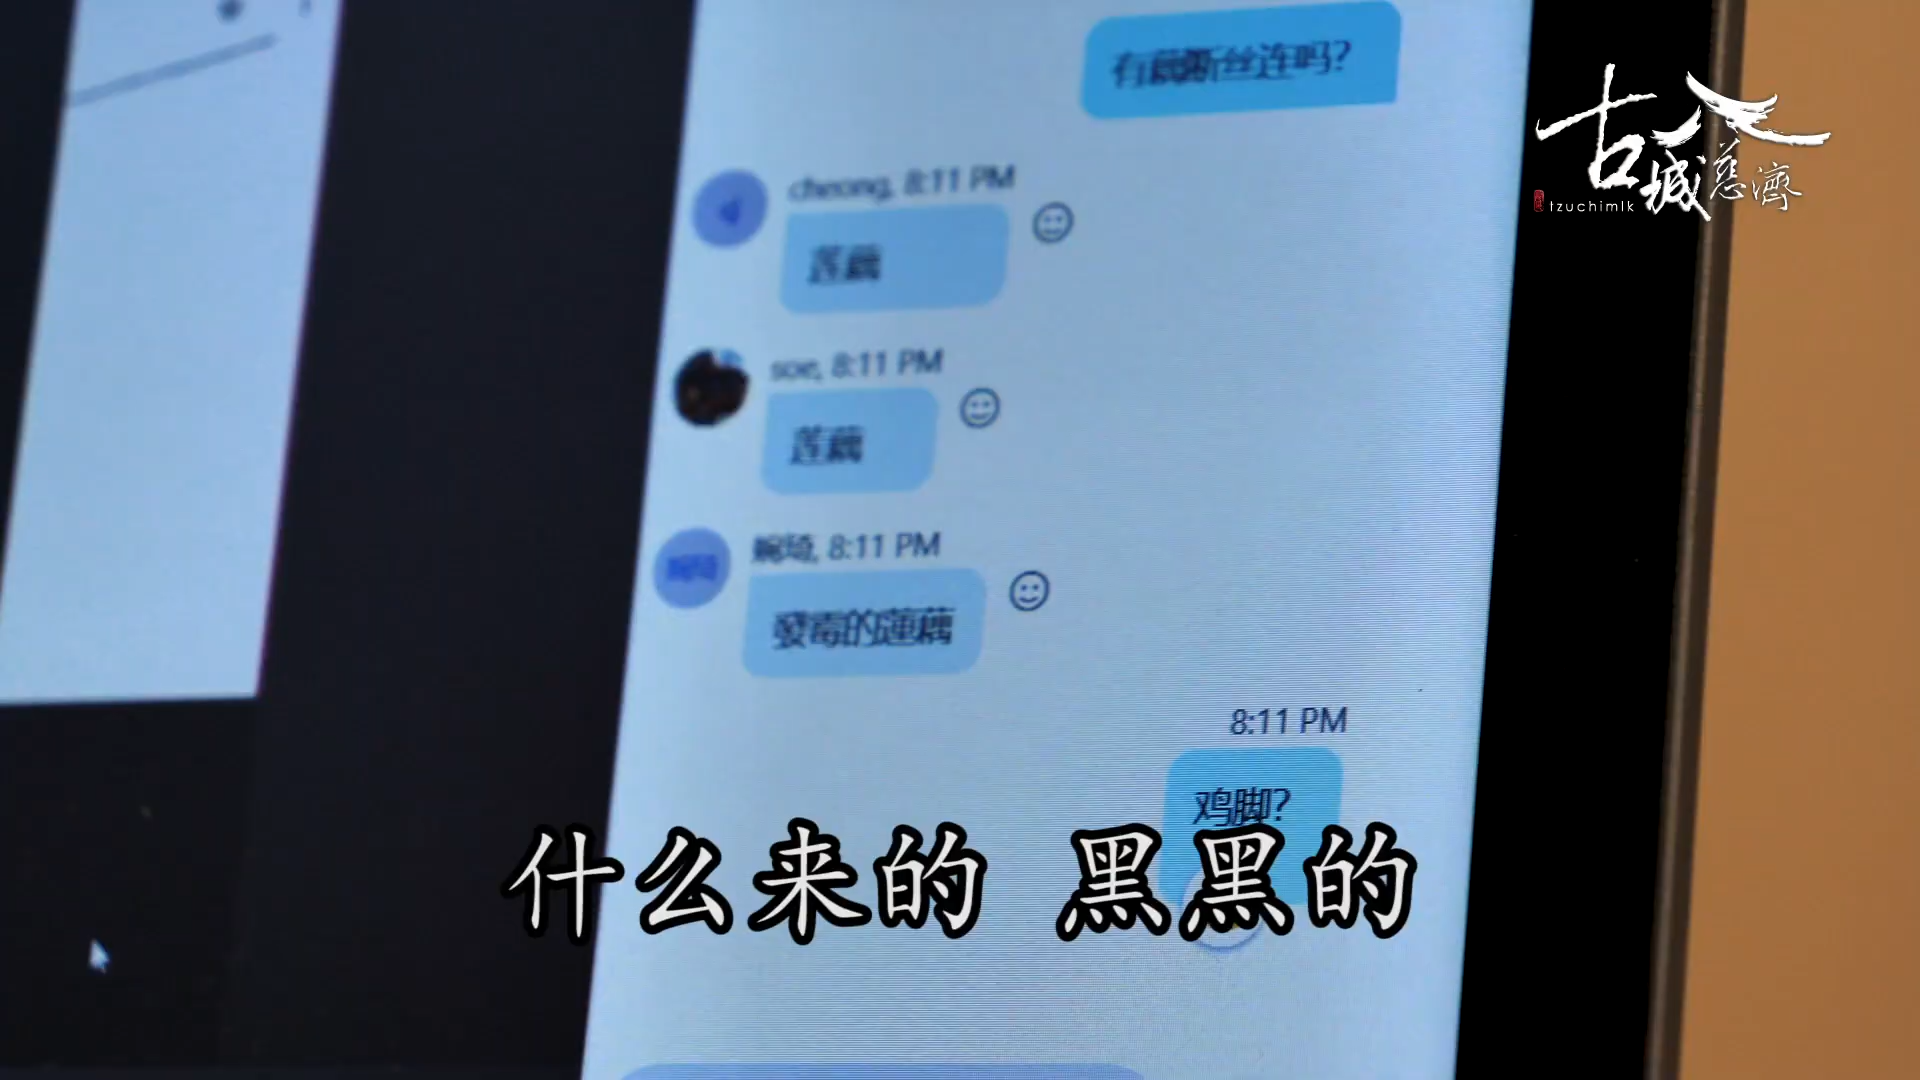 有藕断丝连吗？
古城慈濟
tzuchimlk
cheong, 8:11 PM
莲藕
soe, 8:11 PM
莲藕
婉琦, 8:11 PM
發霉的蓮藕
8:11 PM
鸡脚？
什么来的 黑黑的